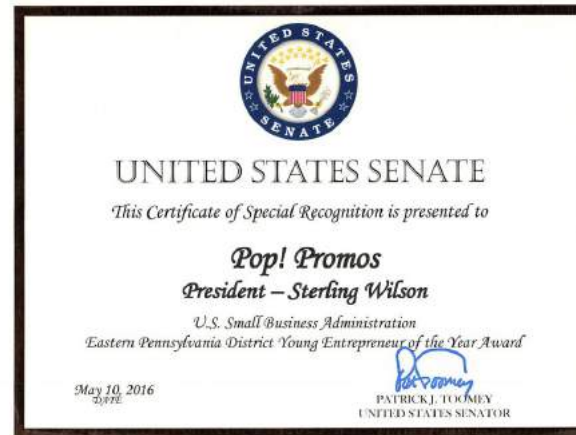 UNITED STATES
SENATE
UNITED STATES SENATE
This Certificate of Special Recognition is presented to
Pop! Promos
President – Sterling Wilson
U.S. Small Business Administration
Eastern Pennsylvania District Young Entrepreneur of the Year Award
Pat Toomey
May 10, 2016
DATE
PATRICK J. TOOMEY
UNITED STATES SENATOR